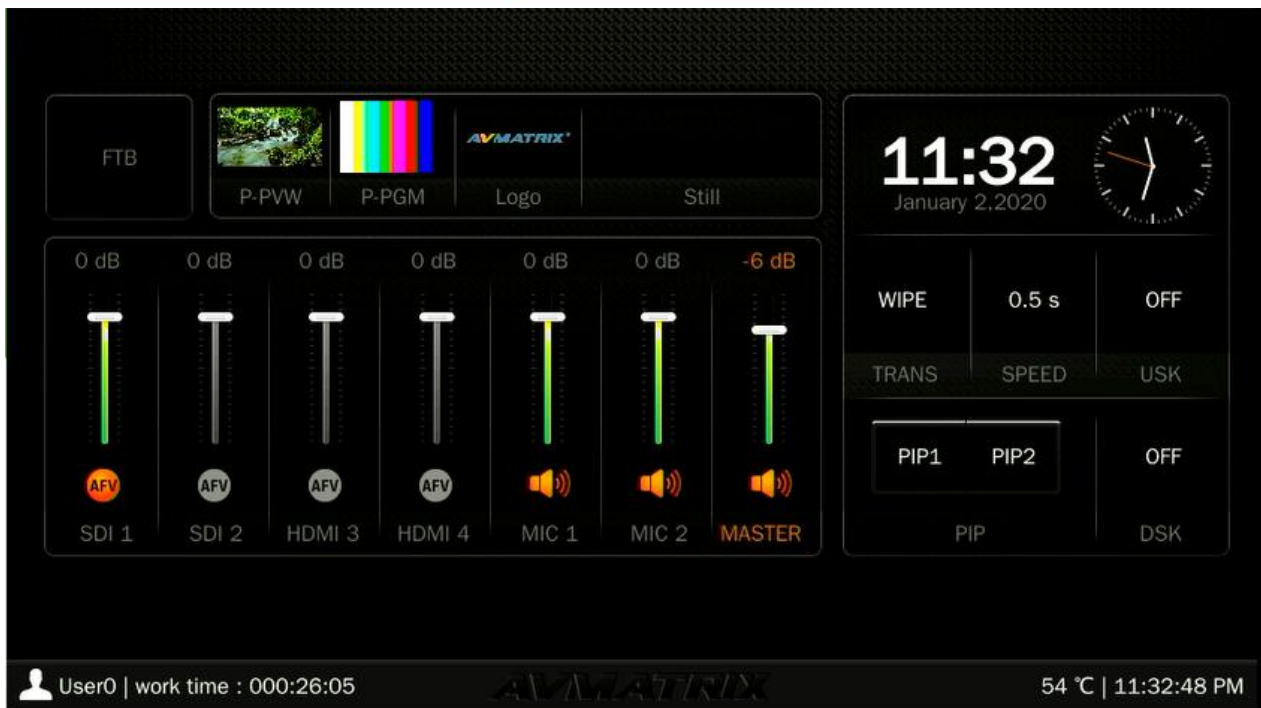 FTB
AVMATRIX
P-PVW P-PGM Logo Still
0 dB 0 dB 0 dB 0 dB 0 dB 0 dB -6 dB
AFV AFV AFV AFV
SDI 1 SDI 2 HDMI 3 HDMI 4 MIC 1 MIC 2 MASTER
11:32
January 2,2020
WIPE 0.5 s OFF
TRANS SPEED USK
PIP1 PIP2 OFF
PIP DSK
User0 | work time : 000:26:05 AVMATRIX 54 ℃ | 11:32:48 PM